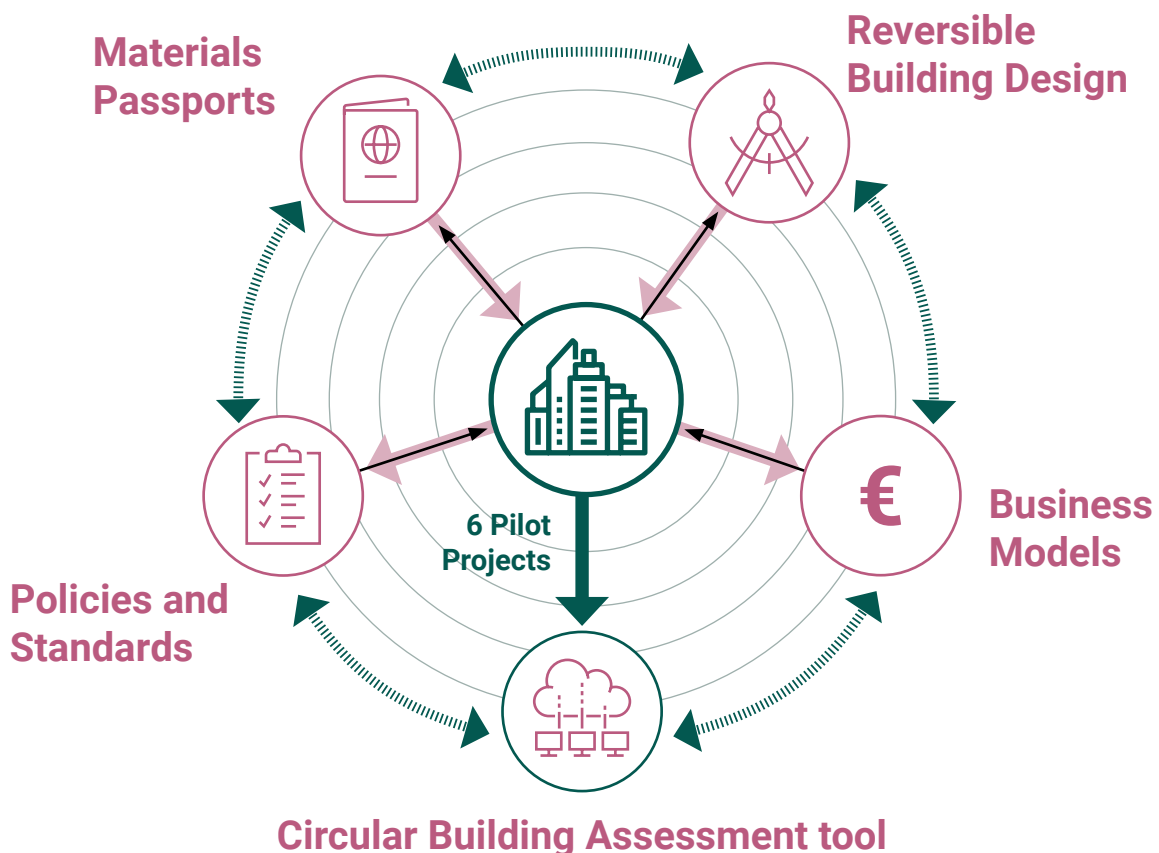 Materials
Passports
Reversible
Building Design
€
Business
Models
6 Pilot
Projects
Policies and
Standards
Circular Building Assessment tool